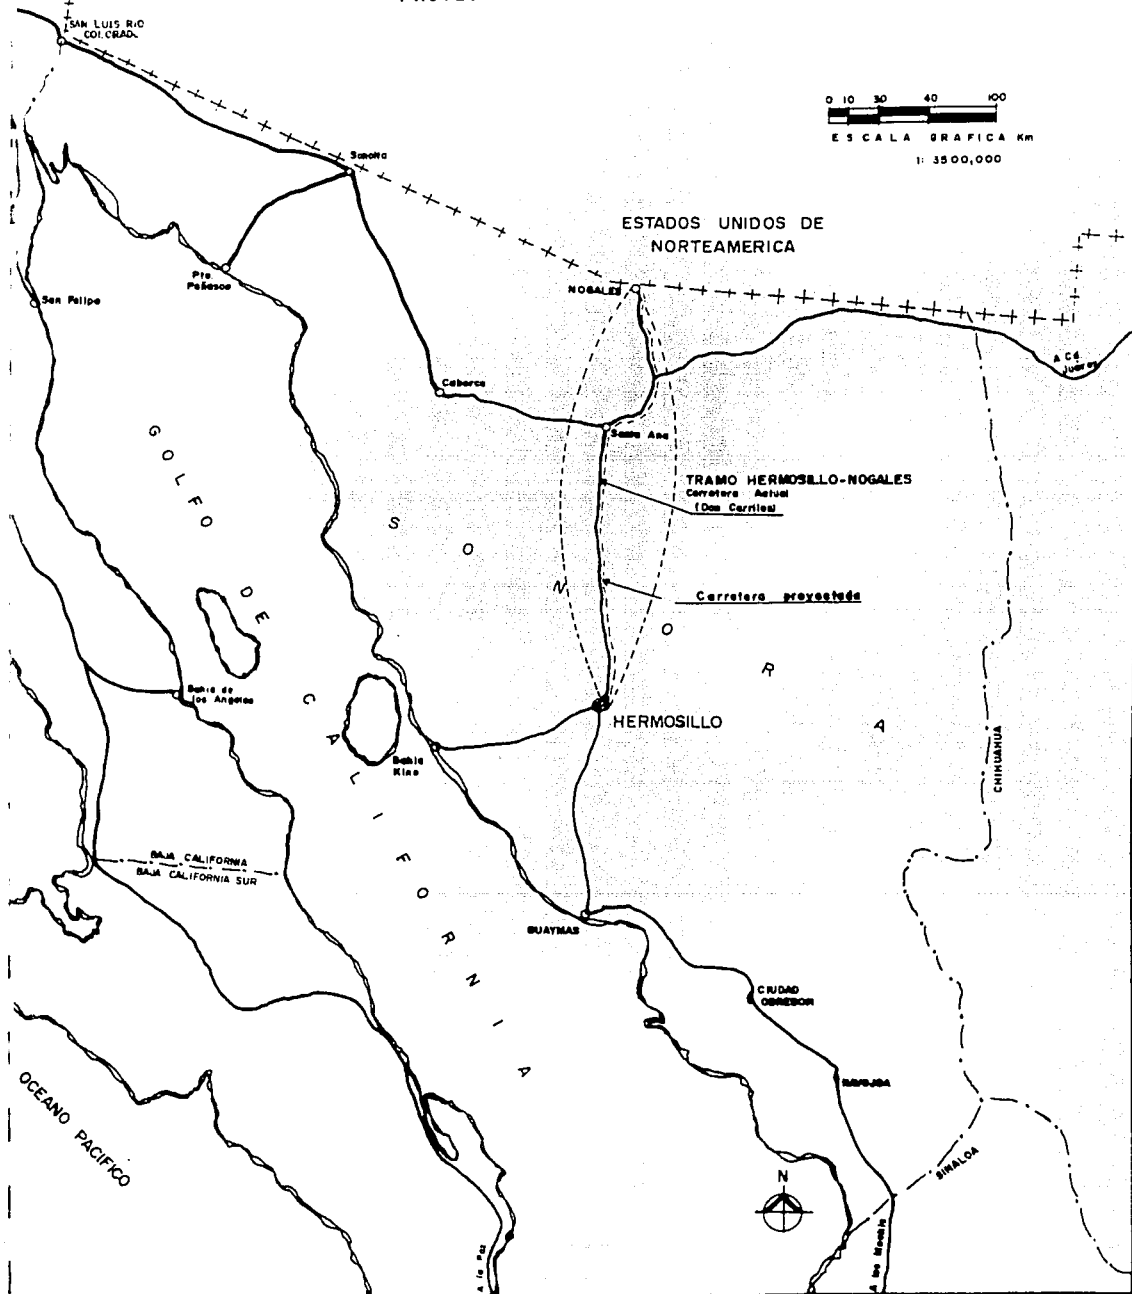 SAN LUIS RIO
COLORADO
0 10 30 40 100
ESCALA GRAFICA Km
1: 3500,000
Sonoita
ESTADOS UNIDOS DE
NORTEAMERICA
Pto.
Peñasco
NOGALES
San Felipe
A Cd.
Juarez
Caborca
Santa Ana
GOLFO DE CALIFORNIA
TRAMO HERMOSILLO-NOGALES
Carretera Actual
(Dos Carriles)
SONORA
Carretera proyectada
Bahia de
los Angeles
HERMOSILLO
Bahia
Kino
CHIHUAHUA
BAJA CALIFORNIA
BAJA CALIFORNIA SUR
GUAYMAS
CIUDAD
OBREGON
NAVOJOA
OCEANO PACIFICO
SINALOA
N
A la Paz
A los Mochis